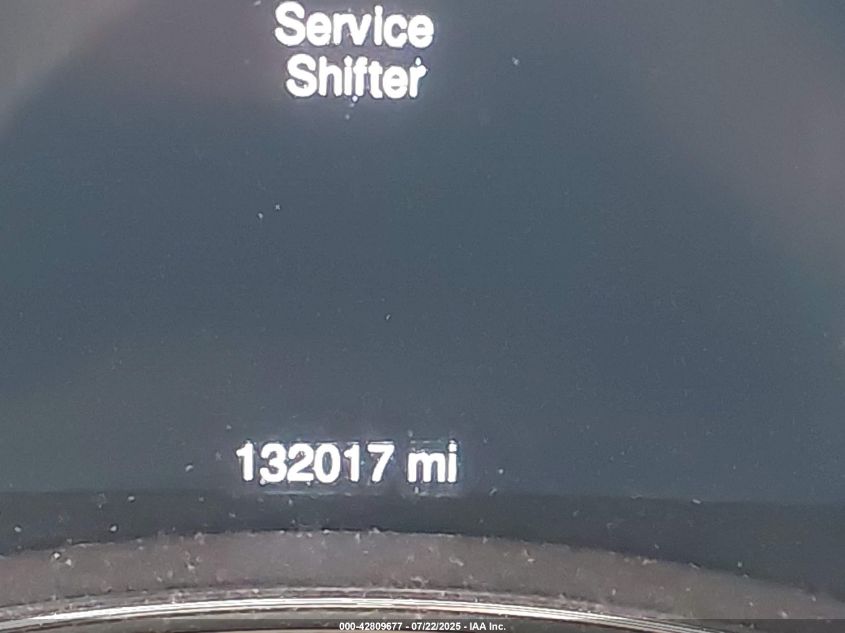 Service
Shifter
132017 mi
000-42809677 - 07/22/2025 - IAA Inc.